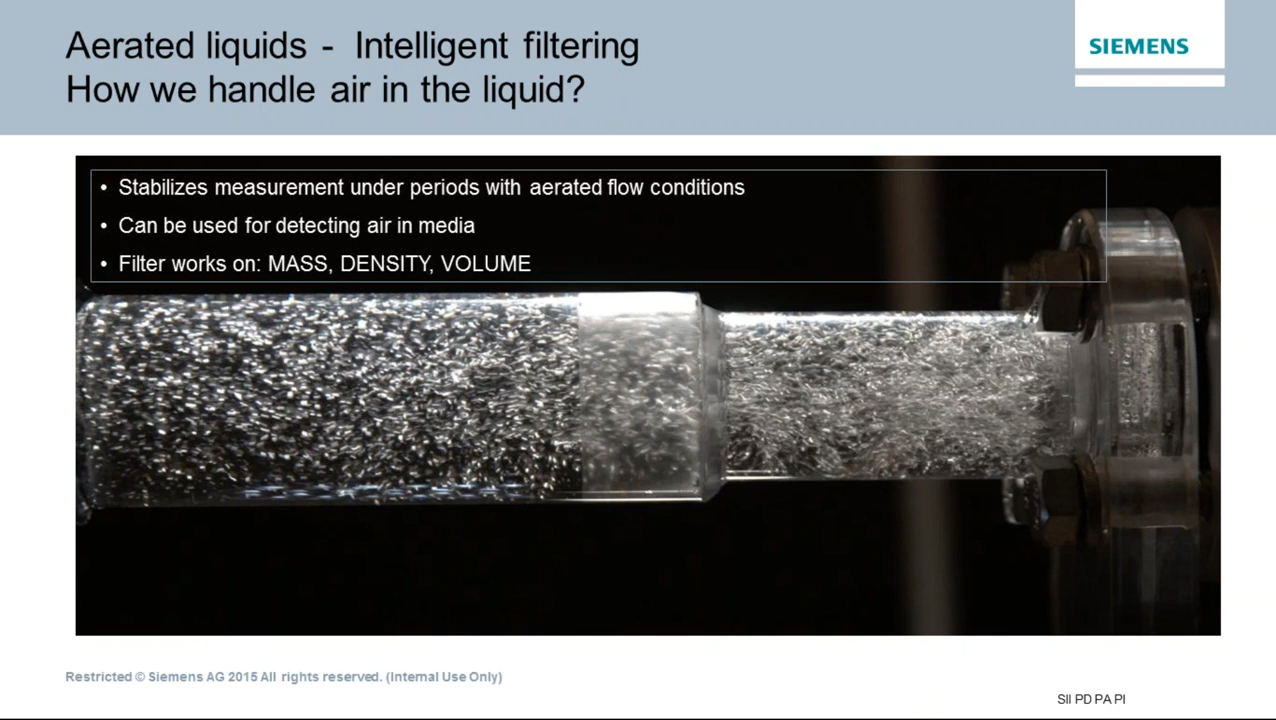 Aerated liquids - Intelligent filtering
How we handle air in the liquid?
SIEMENS
• Stabilizes measurement under periods with aerated flow conditions
• Can be used for detecting air in media
• Filter works on: MASS, DENSITY, VOLUME
Restricted © Siemens AG 2015 All rights reserved. (Internal Use Only)
SII PD PA PI